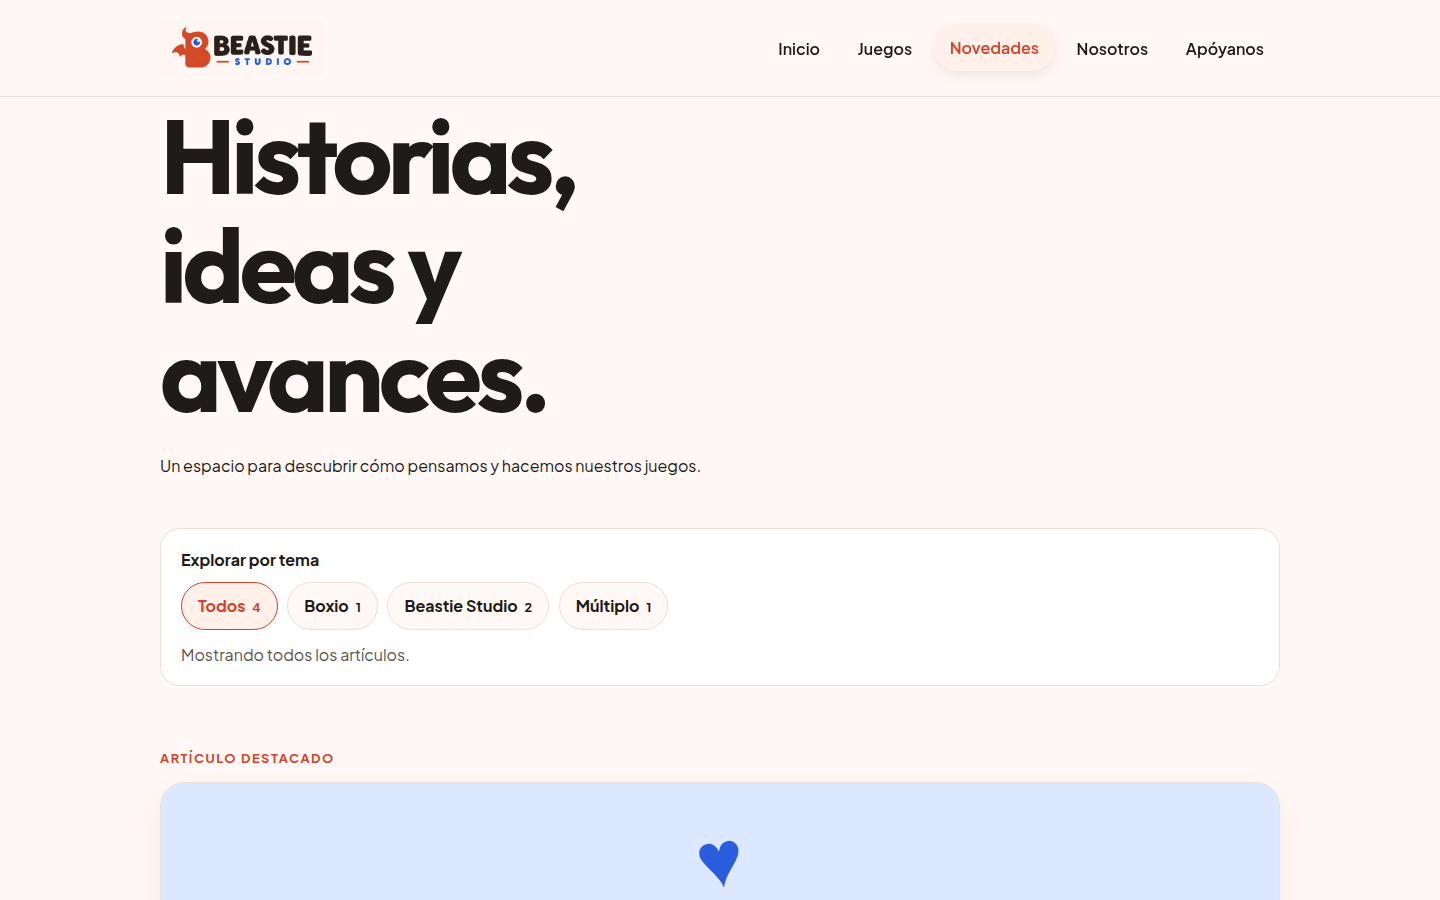 BEASTIE
STUDIO
Inicio Juegos Novedades Nosotros Apóyanos
Historias,
ideas y
avances.
Un espacio para descubrir cómo pensamos y hacemos nuestros juegos.
Explorar por tema
Todos 4 Boxio 1 Beastie Studio 2 Múltiplo 1
Mostrando todos los artículos.
ARTÍCULO DESTACADO